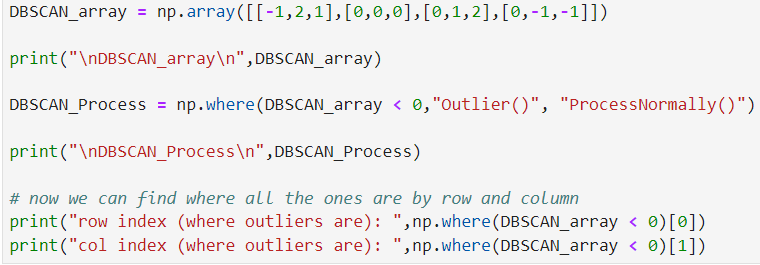 DBSCAN_array = np.array([[-1,2,1],[0,0,0],[0,1,2],[0,-1,-1]])
print("\nDBSCAN_array\n",DBSCAN_array)
DBSCAN_Process = np.where(DBSCAN_array < 0,"Outlier()", "ProcessNormally()")
print("\nDBSCAN_Process\n",DBSCAN_Process)
# now we can find where all the ones are by row and column
print("row index (where outliers are): ",np.where(DBSCAN_array < 0)[0])
print("col index (where outliers are): ",np.where(DBSCAN_array < 0)[1])